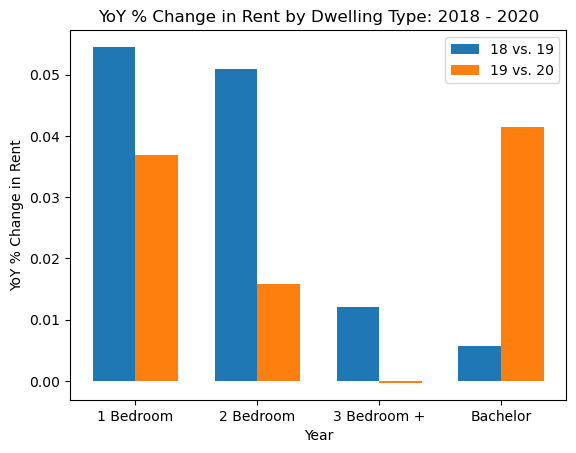 YoY % Change in Rent by Dwelling Type: 2018 - 2020
18 vs. 19
19 vs. 20
YoY % Change in Rent
0.05
0.04
0.03
0.02
0.01
0.00
1 Bedroom
2 Bedroom
3 Bedroom +
Bachelor
Year